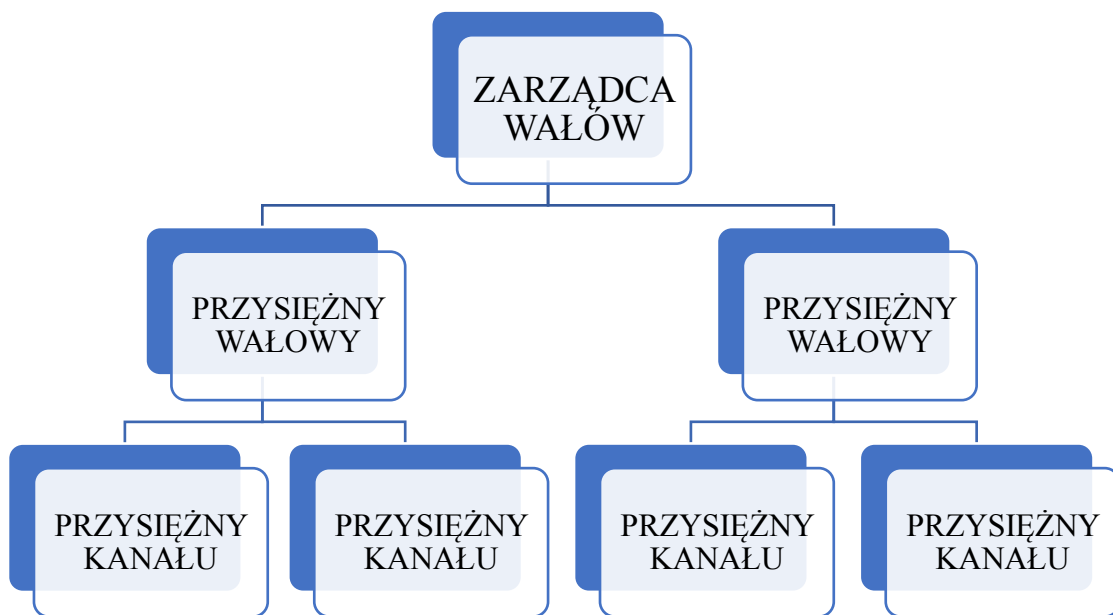 ZARZĄDCA
WAŁÓW
PRZYSIĘŻNY
WAŁOWY
PRZYSIĘŻNY
WAŁOWY
PRZYSIĘŻNY
KANAŁU
PRZYSIĘŻNY
KANAŁU
PRZYSIĘŻNY
KANAŁU
PRZYSIĘŻNY
KANAŁU